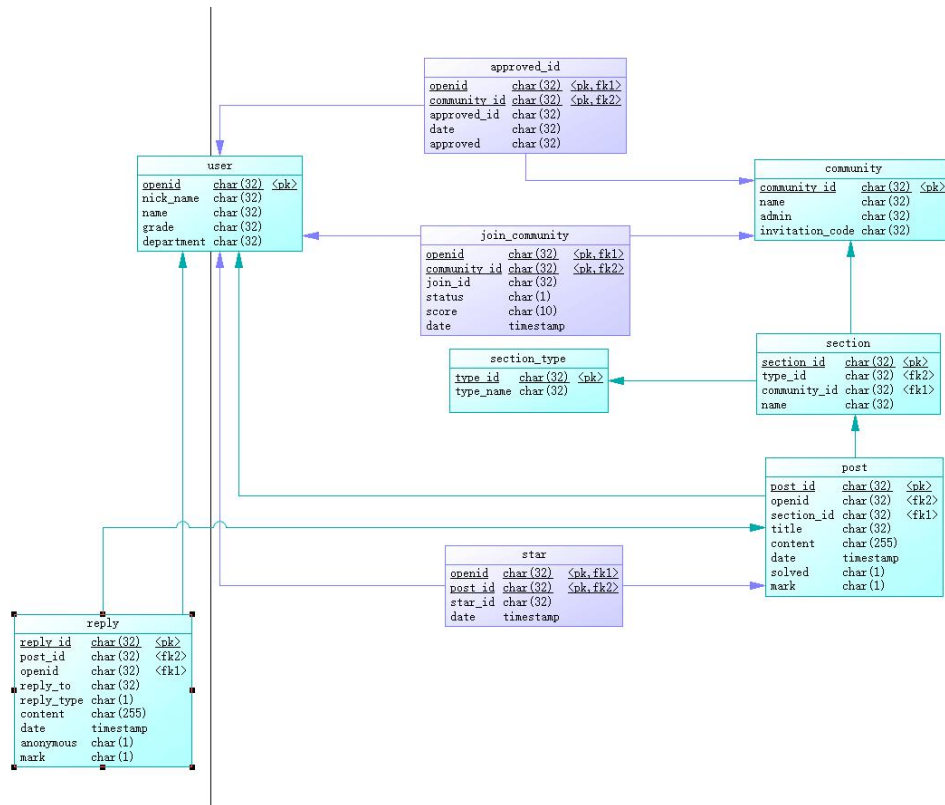 approved_id
openid char(32) <pk,fk1>
community_id char(32) <pk,fk2>
approved_id char(32)
date char(32)
approved char(32)
user
openid char(32) <pk>
nick_name char(32)
name char(32)
grade char(32)
department char(32)
community
community_id char(32) <pk>
name char(32)
admin char(32)
invitation_code char(32)
join_community
openid char(32) <pk,fk1>
community_id char(32) <pk,fk2>
join_id char(32)
status char(1)
score char(10)
date timestamp
section_type
type_id char(32) <pk>
type_name char(32)
section
section_id char(32) <pk>
type_id char(32) <fk2>
community_id char(32) <fk1>
name char(32)
post
post_id char(32) <pk>
openid char(32) <fk2>
section_id char(32) <fk1>
title char(32)
content char(255)
date timestamp
solved char(1)
mark char(1)
star
openid char(32) <pk,fk1>
post_id char(32) <pk,fk2>
star_id char(32)
date timestamp
reply
reply_id char(32) <pk>
post_id char(32) <fk2>
openid char(32) <fk1>
reply_to char(32)
reply_type char(1)
content char(255)
date timestamp
anonymous char(1)
mark char(1)